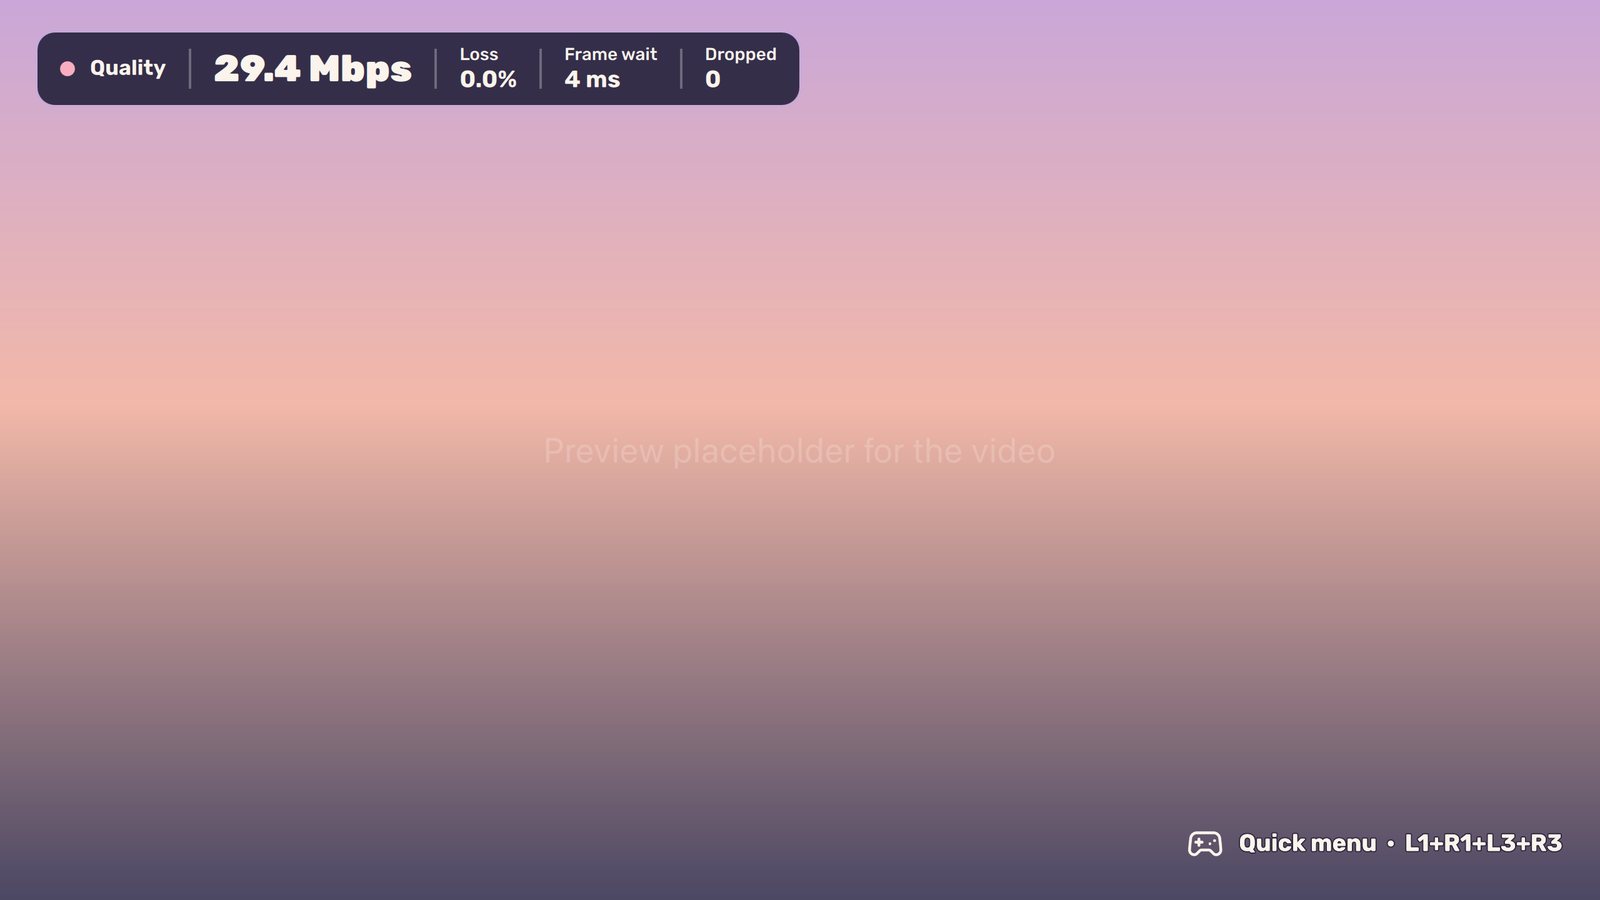 Quality
29.4 Mbps
Loss
0.0%
Frame wait
4 ms
Dropped
0
Preview placeholder for the video
Quick menu • L1+R1+L3+R3